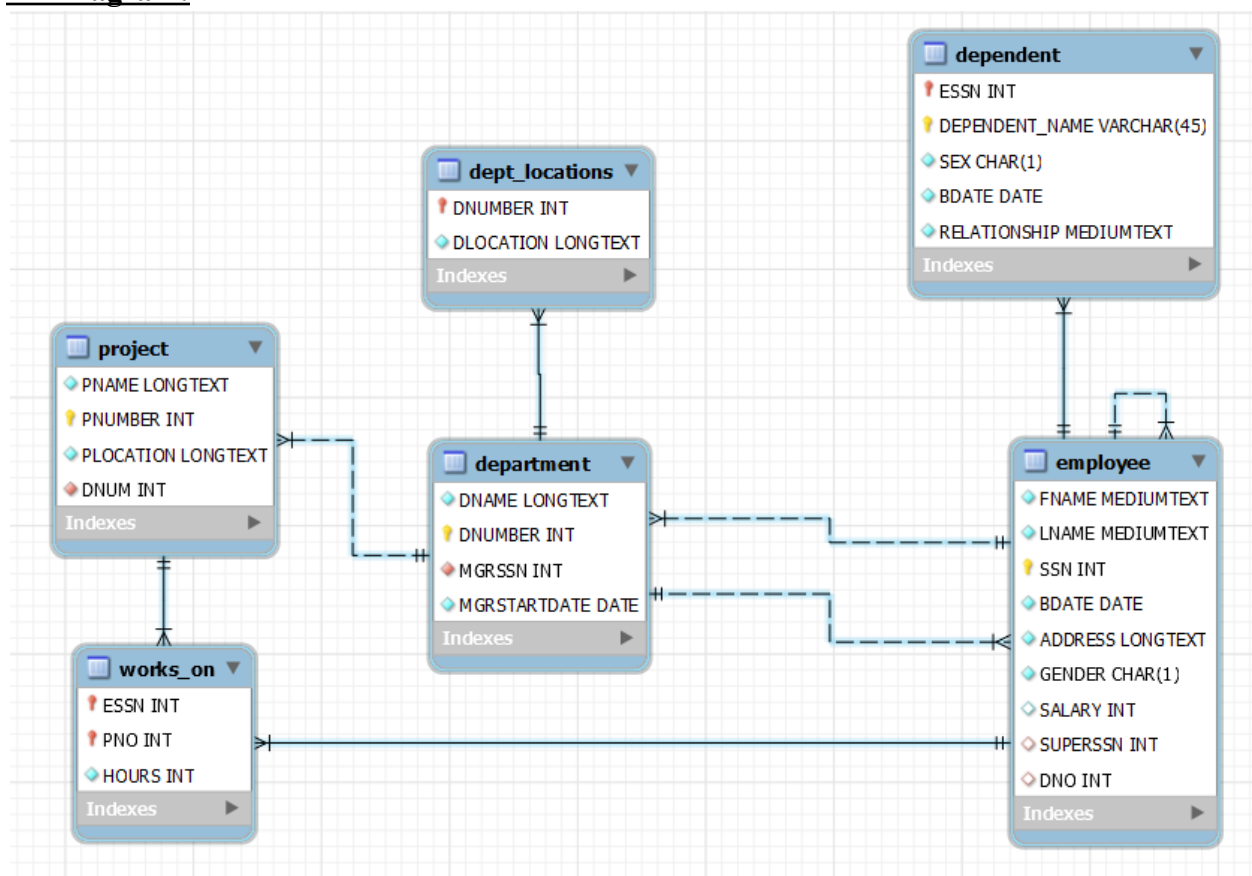 dependent
ESSN INT
DEPENDENT_NAME VARCHAR(45)
SEX CHAR(1)
BDATE DATE
RELATIONSHIP MEDIUMTEXT
Indexes
dept_locations
DNUMBER INT
DLOCATION LONGTEXT
Indexes
project
PNAME LONGTEXT
PNUMBER INT
PLOCATION LONGTEXT
DNUM INT
Indexes
department
DNAME LONGTEXT
DNUMBER INT
MGRSSN INT
MGRSTARTDATE DATE
Indexes
employee
FNAME MEDIUMTEXT
LNAME MEDIUMTEXT
SSN INT
BDATE DATE
ADDRESS LONGTEXT
GENDER CHAR(1)
SALARY INT
SUPERSSN INT
DNO INT
Indexes
works_on
ESSN INT
PNO INT
HOURS INT
Indexes